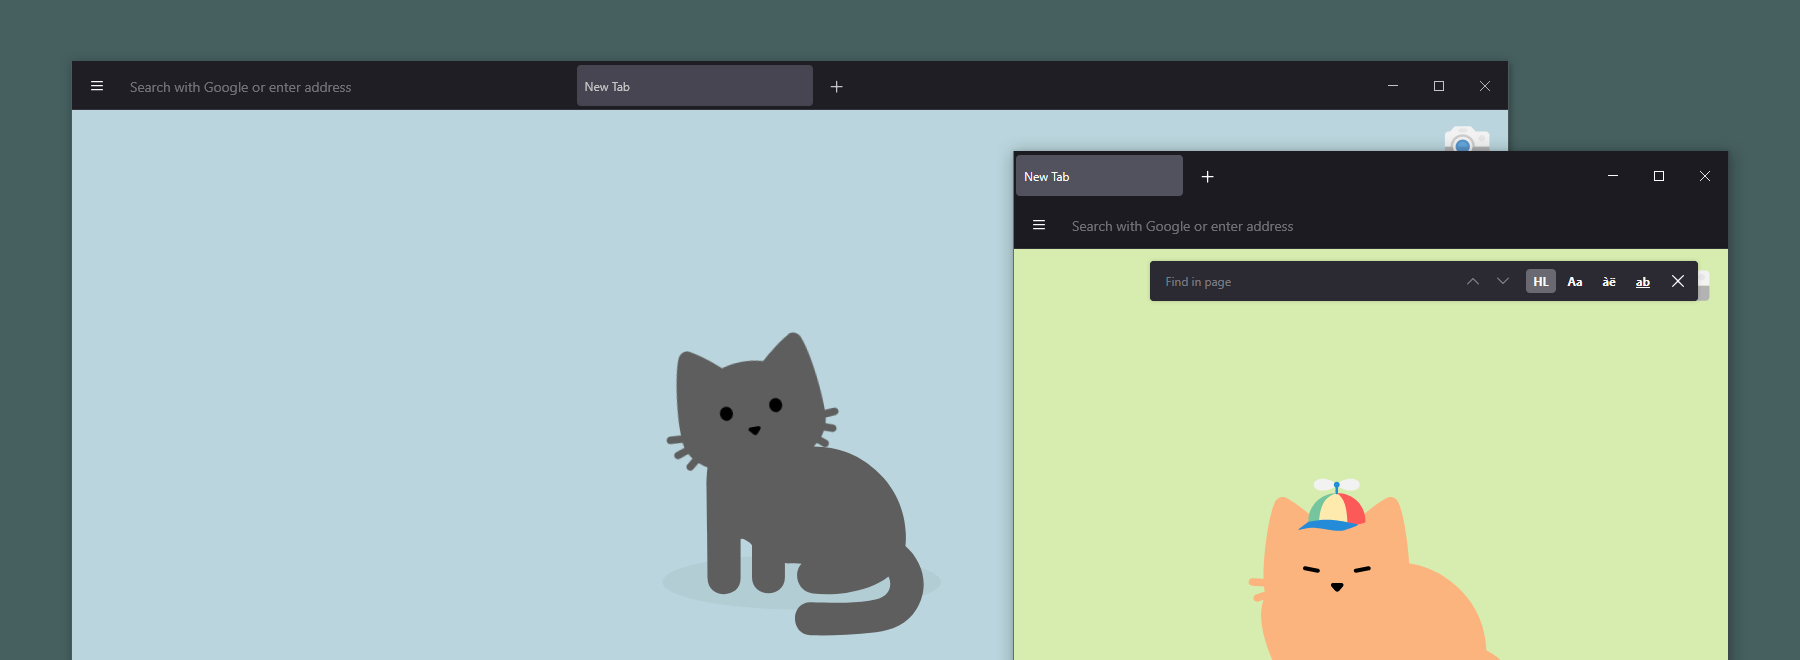 Search with Google or enter address
New Tab
New Tab
Search with Google or enter address
Find in page
HL
Aa
àë
ab